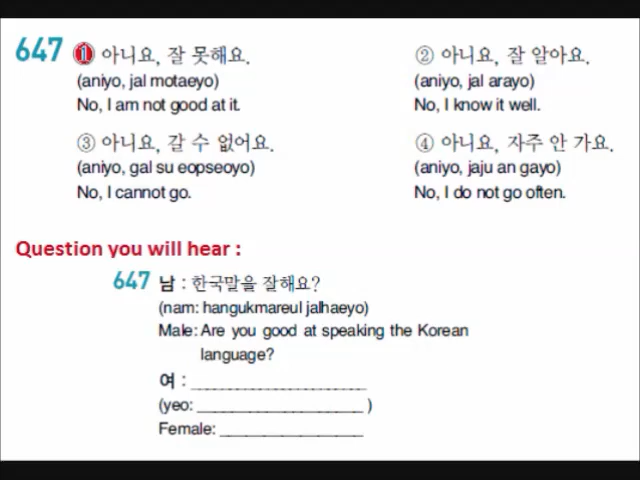 647 ① 아니요, 잘 못해요.
(aniyo, jal motaeyo)
No, I am not good at it.
② 아니요, 잘 알아요.
(aniyo, jal arayo)
No, I know it well.
③ 아니요, 갈 수 없어요.
(aniyo, gal su eopseoyo)
No, I cannot go.
④ 아니요, 자주 안 가요.
(aniyo, jaju an gayo)
No, I do not go often.
Question you will hear :
647 남 : 한국말을 잘해요?
(nam: hangukmareul jalhaeyo)
Male: Are you good at speaking the Korean
language?
여 : ____________________
(yeo: ____________________ )
Female: ____________________